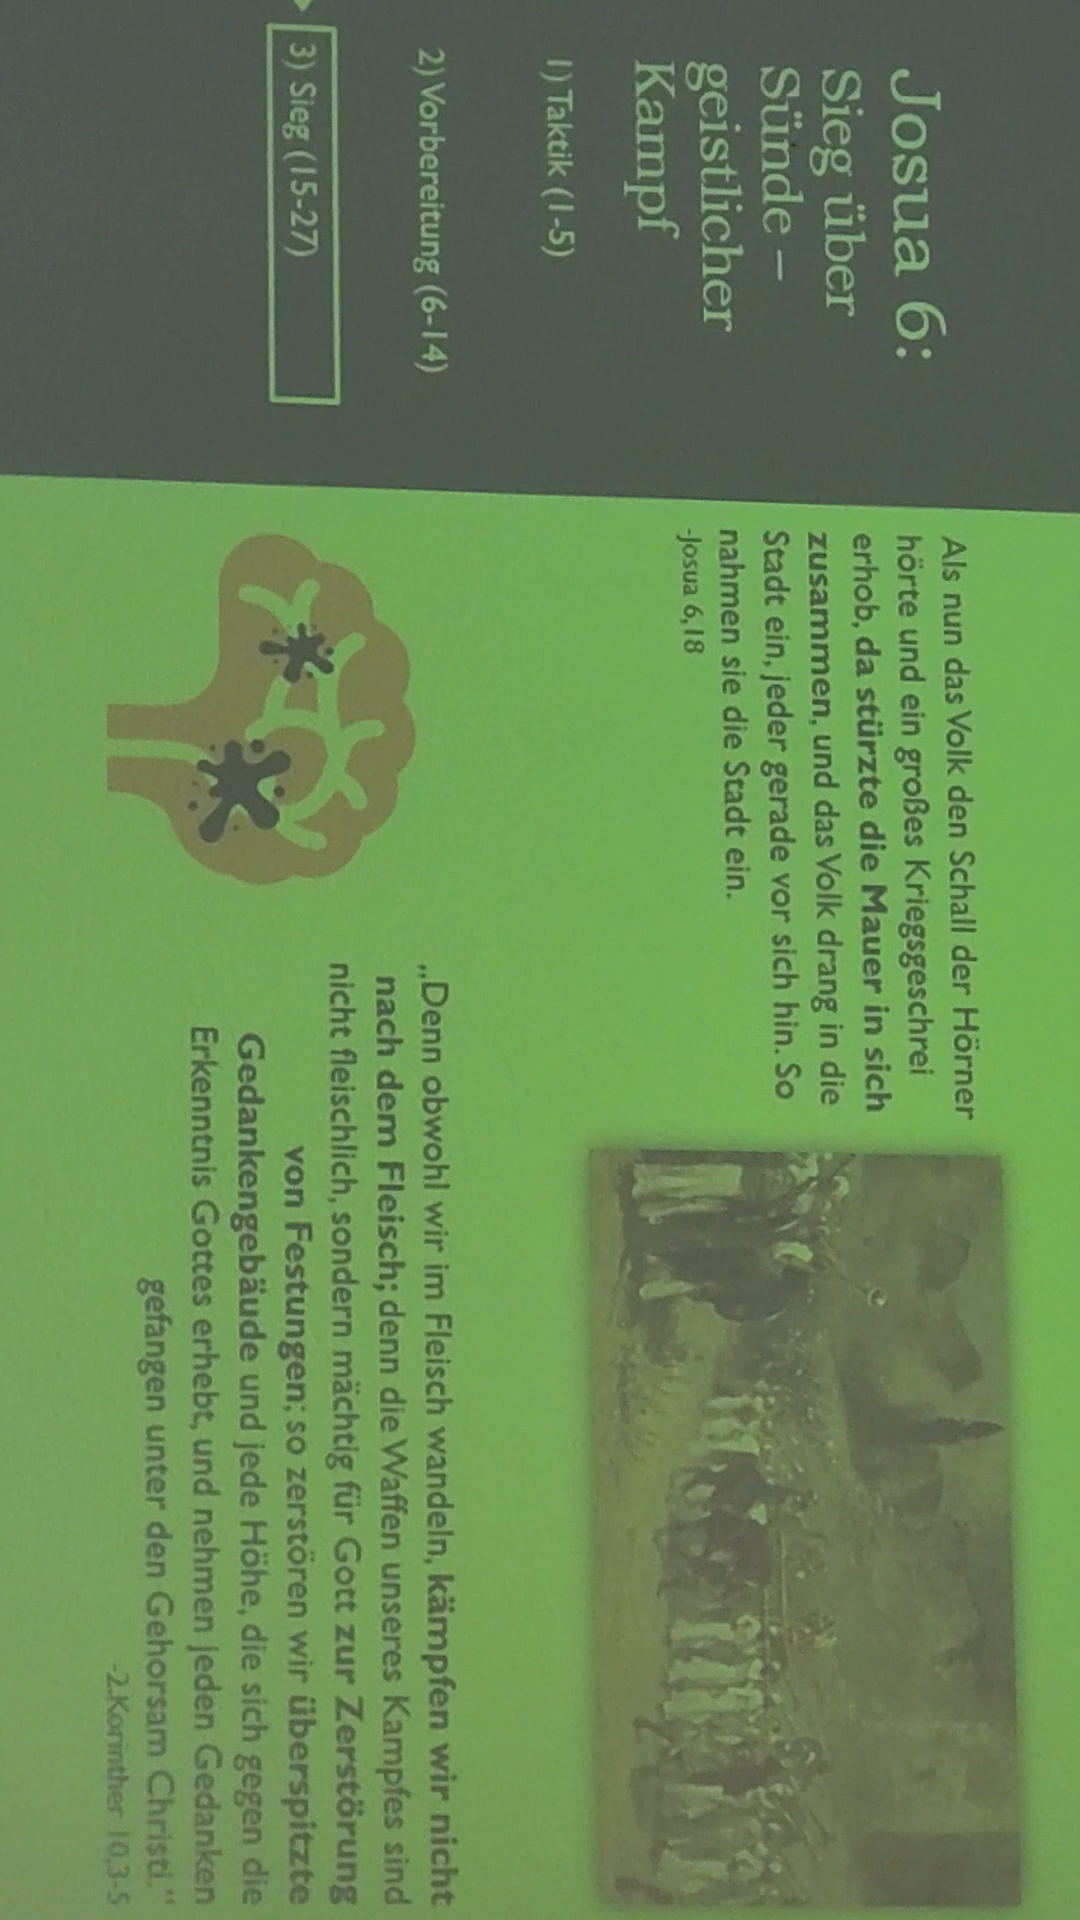 Josua 6:
Sieg über
Sünde –
geistlicher
Kampf
1) Taktik (1-5)
2) Vorbereitung (6-14)
3) Sieg (15-27)
Als nun das Volk den Schall der Hörner
hörte und ein großes Kriegsgeschrei
erhob, da stürzte die Mauer in sich
zusammen, und das Volk drang in die
Stadt ein, jeder gerade vor sich hin. So
nahmen sie die Stadt ein.
-Josua 6,18
„Denn obwohl wir im Fleisch wandeln, kämpfen wir nicht
nach dem Fleisch; denn die Waffen unseres Kampfes sind
nicht fleischlich, sondern mächtig für Gott zur Zerstörung
von Festungen; so zerstören wir überspitzte
Gedankengebäude und jede Höhe, die sich gegen die
Erkenntnis Gottes erhebt, und nehmen jeden Gedanken
gefangen unter den Gehorsam Christi.“
-2.Korinther 10,3-5